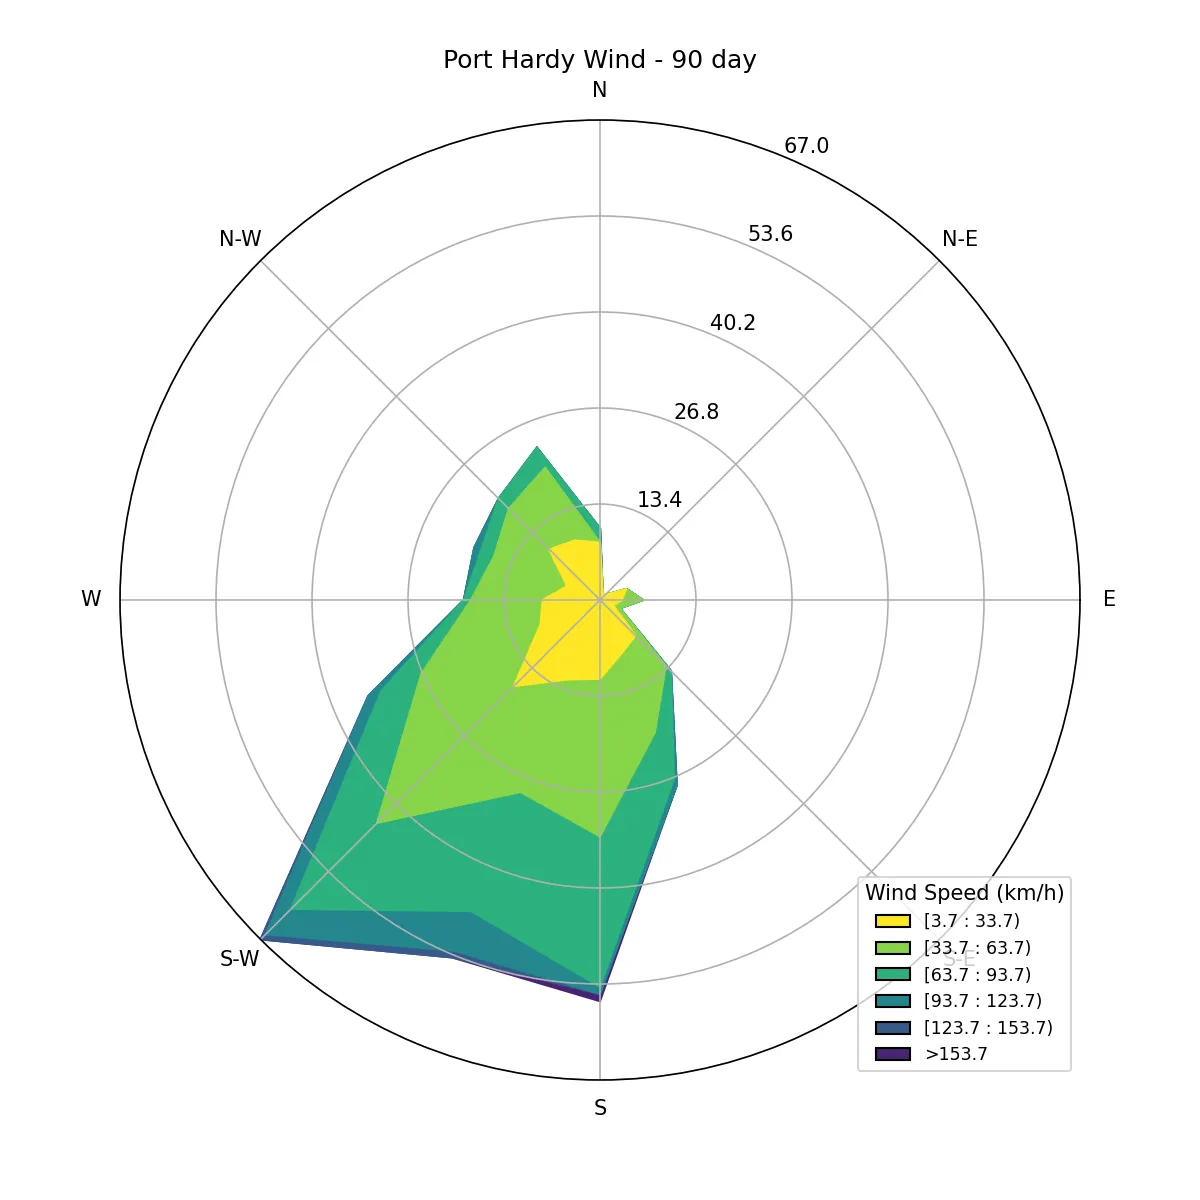 Port Hardy Wind - 90 day
N
67.0
N-W
53.6
N-E
40.2
26.8
13.4
W
E
Wind Speed (km/h)
[3.7 : 33.7)
[33.7 : 63.7)
S-W
S-E
[63.7 : 93.7)
[93.7 : 123.7)
[123.7 : 153.7)
>153.7
S